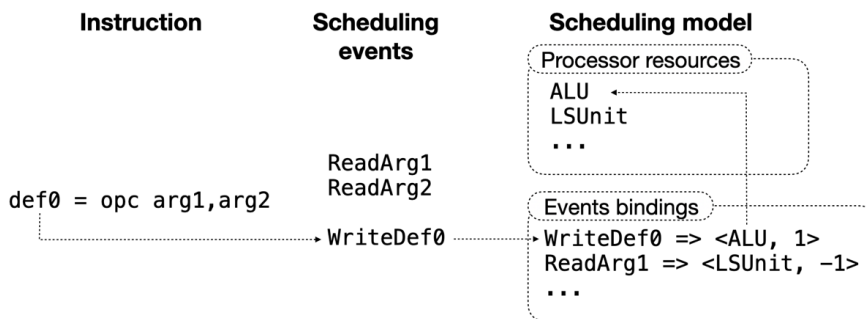 Instruction
Scheduling
events
Scheduling model
Processor resources
ALU
LSUnit
...
ReadArg1
ReadArg2
def0 = opc arg1,arg2
WriteDef0
Events bindings
WriteDef0 => <ALU, 1>
ReadArg1 => <LSUnit, -1>
...